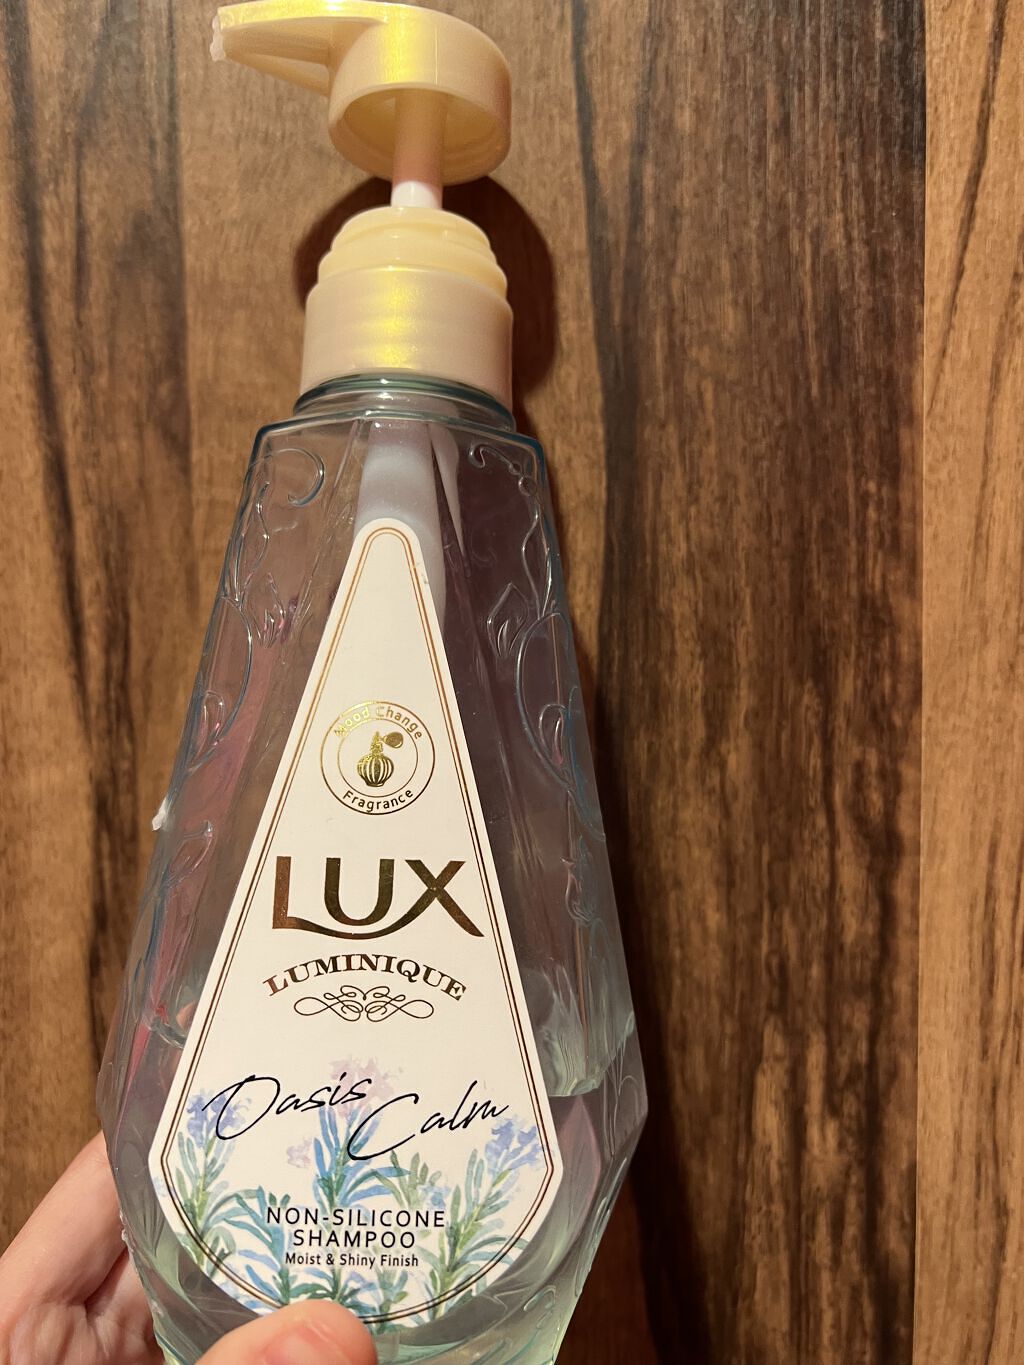 Mood Change
Fragrance
LUX
LUMINIQUE
Oasis
Calm
NON-SILICONE
SHAMPOO
Moist & Shiny Finish